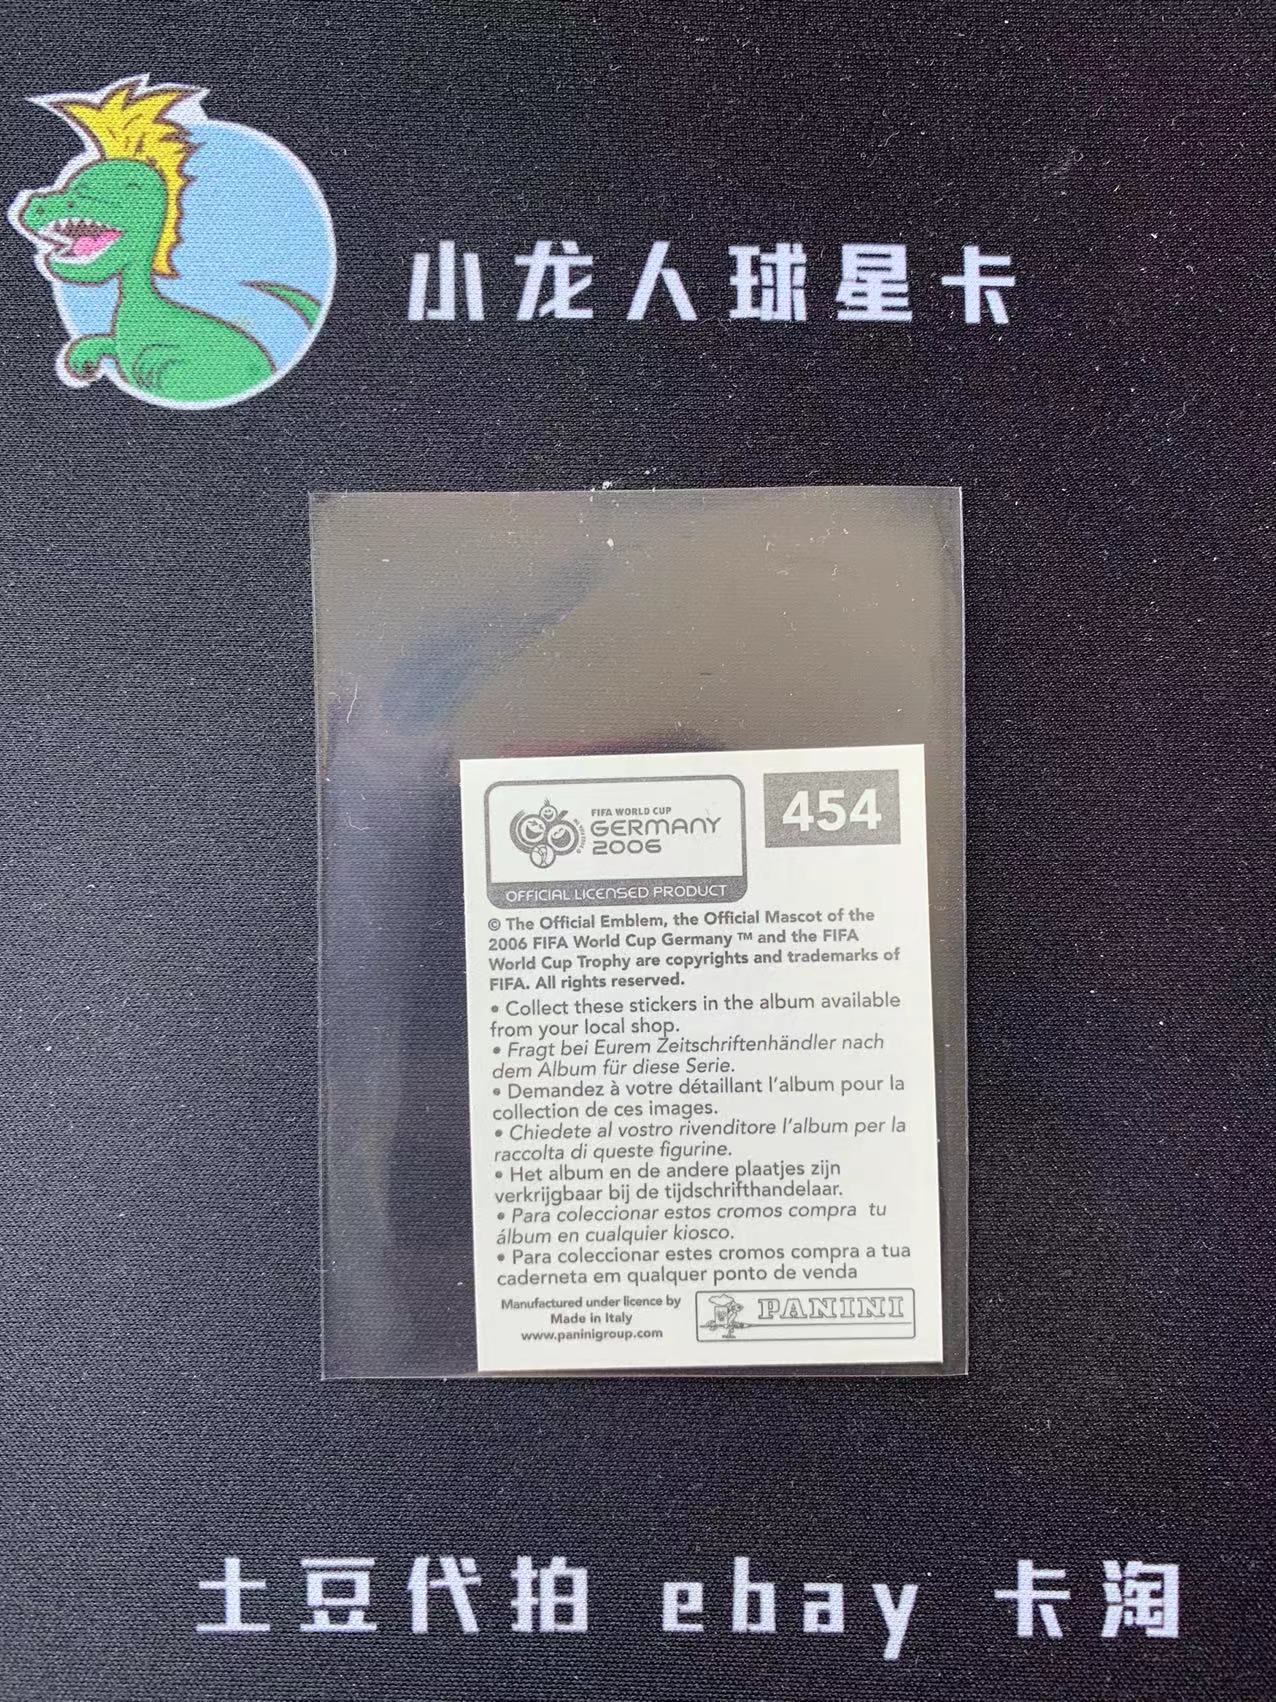 小龙人球星卡
FIFA WORLD CUP
GERMANY
2006
OFFICIAL LICENSED PRODUCT
454
© The Official Emblem, the Official Mascot of the
2006 FIFA World Cup Germany ™ and the FIFA
World Cup Trophy are copyrights and trademarks of
FIFA. All rights reserved.
• Collect these stickers in the album available
from your local shop.
• Fragt bei Eurem Zeitschriftenhändler nach
dem Album für diese Serie.
• Demandez à votre détaillant l'album pour la
collection de ces images.
• Chiedete al vostro rivenditore l'album per la
raccolta di queste figurine.
• Het album en de andere plaatjes zijn
verkrijgbaar bij de tijdschrifthandelaar.
• Para coleccionar estos cromos compra tu
álbum en cualquier kiosco.
• Para coleccionar estes cromos compra a tua
caderneta em qualquer ponto de venda
Manufactured under licence by
Made in Italy
www.paninigroup.com
PANINI
土豆代拍 ebay 卡淘